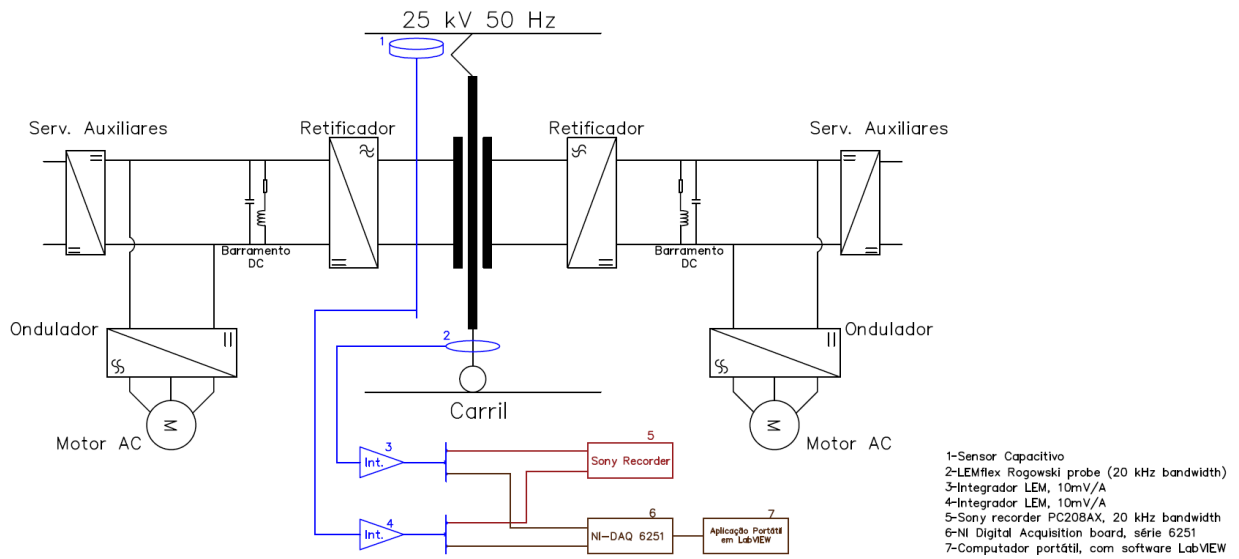 25 kV 50 Hz
1
Serv. Auxiliares
Retificador
Retificador
Serv. Auxiliares
Barramento
DC
Barramento
DC
Ondulador
2
Ondulador
M
Motor AC
Carril
M
Motor AC
3
Int.
5
Sony Recorder
4
Int.
6
NI-DAQ 6251
7
Aplicação Portátil
em LabVIEW
1-Sensor Capacitivo
2-LEMflex Rogowski probe (20 kHz bandwidth)
3-Integrador LEM, 10mV/A
4-Integrador LEM, 10mV/A
5-Sony recorder PC208AX, 20 kHz bandwidth
6-NI Digital Acquisition board, série 6251
7-Computador portátil, com software LabVIEW